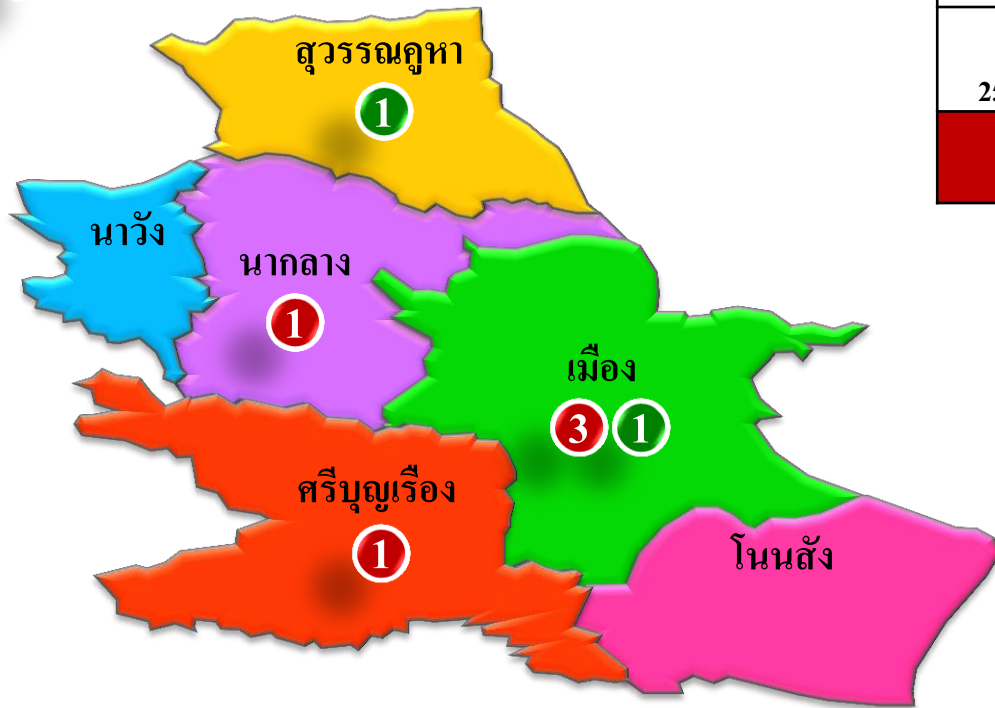 สุวรรณคูหา
1
25
นาวัง
นากลาง
1
เมือง
3 1
ศรีบุญเรือง
1
โนนสัง